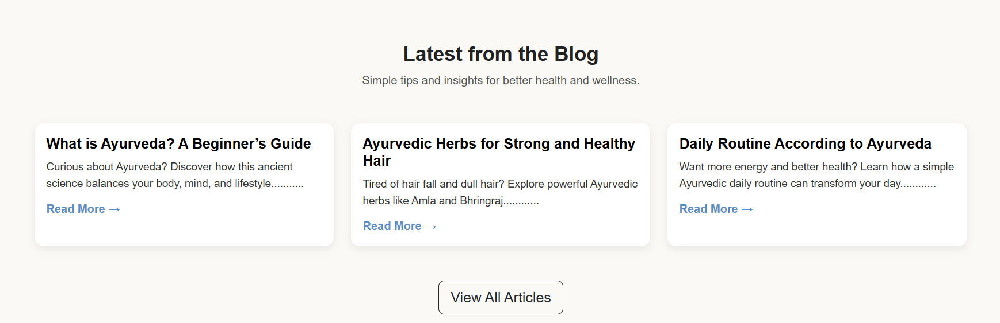 Latest from the Blog
Simple tips and insights for better health and wellness.
What is Ayurveda? A Beginner’s Guide
Curious about Ayurveda? Discover how this ancient
science balances your body, mind, and lifestyle...........
Read More →
Ayurvedic Herbs for Strong and Healthy
Hair
Tired of hair fall and dull hair? Explore powerful Ayurvedic
herbs like Amla and Bhringraj............
Read More →
Daily Routine According to Ayurveda
Want more energy and better health? Learn how a simple
Ayurvedic daily routine can transform your day............
Read More →
View All Articles